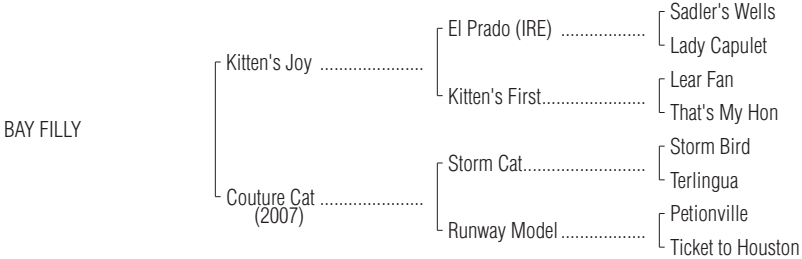 Sadler's Wells
El Prado (IRE) ..................
Lady Capulet
Kitten's Joy ......................
Lear Fan
Kitten's First......................
That's My Hon
BAY FILLY
Storm Bird
Storm Cat..........................
Terlingua
Couture Cat ......................
(2007)
Petionville
Runway Model ..................
Ticket to Houston